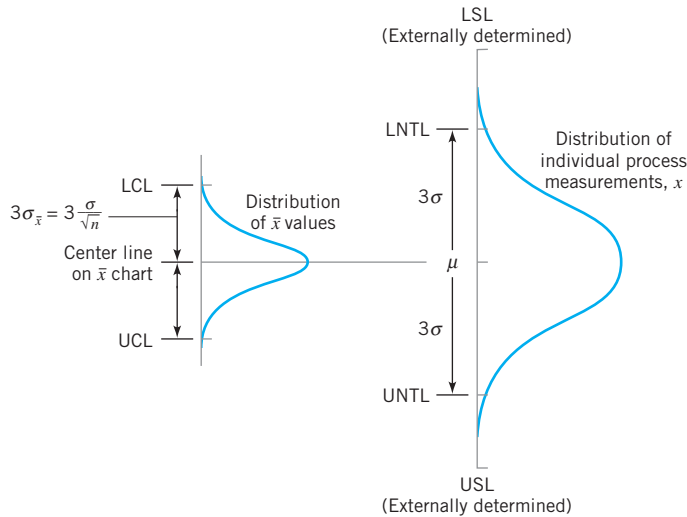 LSL
(Externally determined)
LNTL
Distribution of
individual process
measurements, x
3σ
LCL
Distribution
of x̄ values
3σx̄ = 3 σ/√n
Center line
on x̄ chart
μ
UCL
3σ
UNTL
USL
(Externally determined)